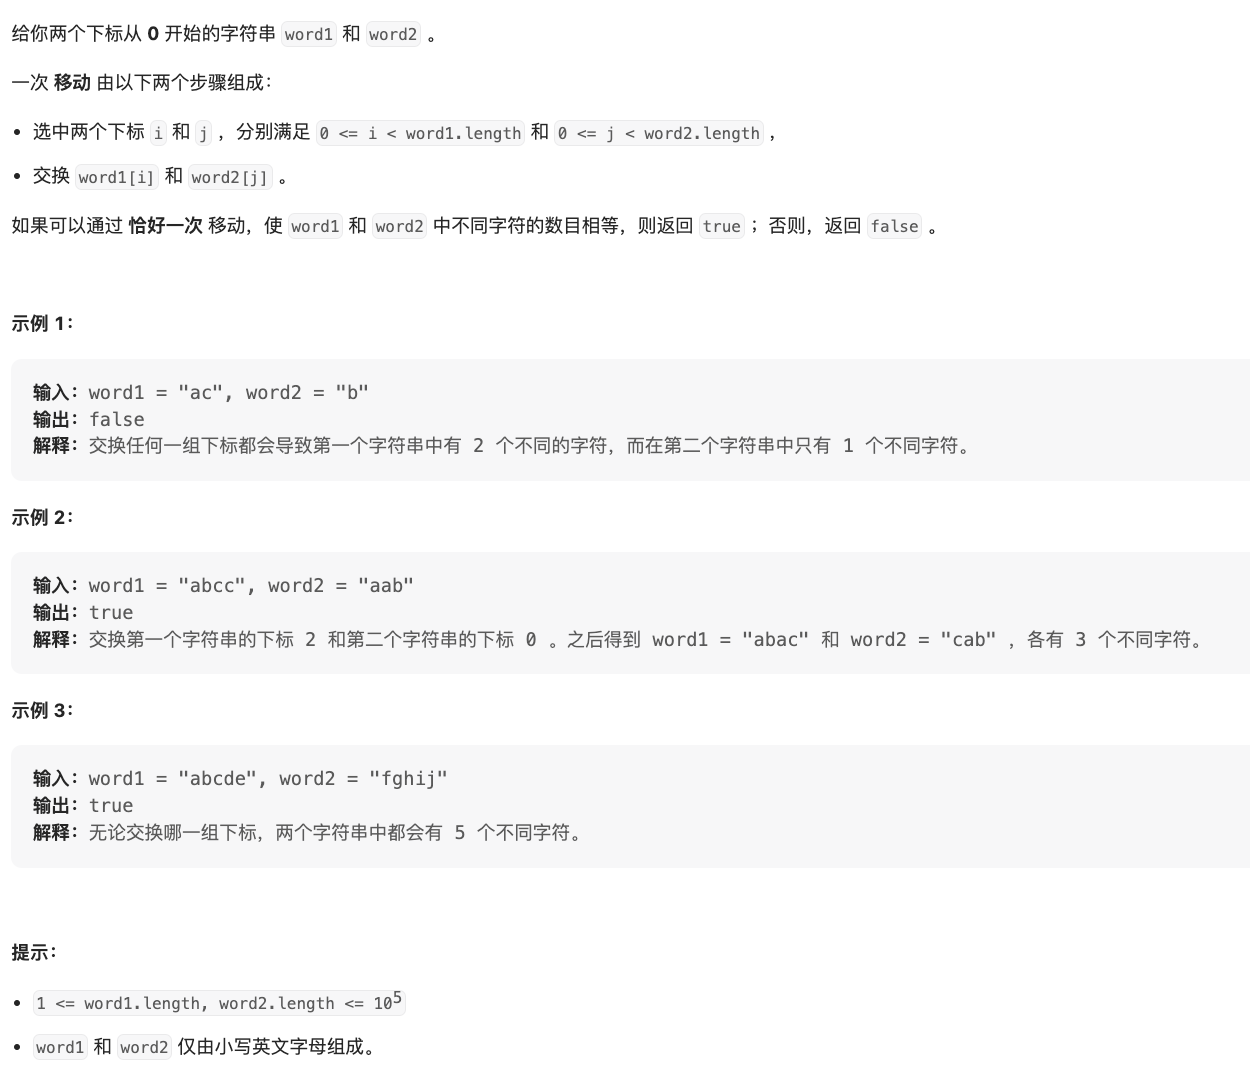 给你两个下标从 0 开始的字符串 word1 和 word2 。
一次 移动 由以下两个步骤组成：
• 选中两个下标 i 和 j ，分别满足 0 <= i < word1.length 和 0 <= j < word2.length ，
• 交换 word1[i] 和 word2[j] 。
如果可以通过 恰好一次 移动，使 word1 和 word2 中不同字符的数目相等，则返回 true ；否则，返回 false 。
示例 1：
输入：word1 = "ac", word2 = "b"
输出：false
解释：交换任何一组下标都会导致第一个字符串中有 2 个不同的字符，而在第二个字符串中只有 1 个不同字符。
示例 2：
输入：word1 = "abcc", word2 = "aab"
输出：true
解释：交换第一个字符串的下标 2 和第二个字符串的下标 0 。之后得到 word1 = "abac" 和 word2 = "cab" ，各有 3 个不同字符。
示例 3：
输入：word1 = "abcde", word2 = "fghij"
输出：true
解释：无论交换哪一组下标，两个字符串中都会有 5 个不同字符。
提示：
• 1 <= word1.length, word2.length <= 10⁵
• word1 和 word2 仅由小写英文字母组成。